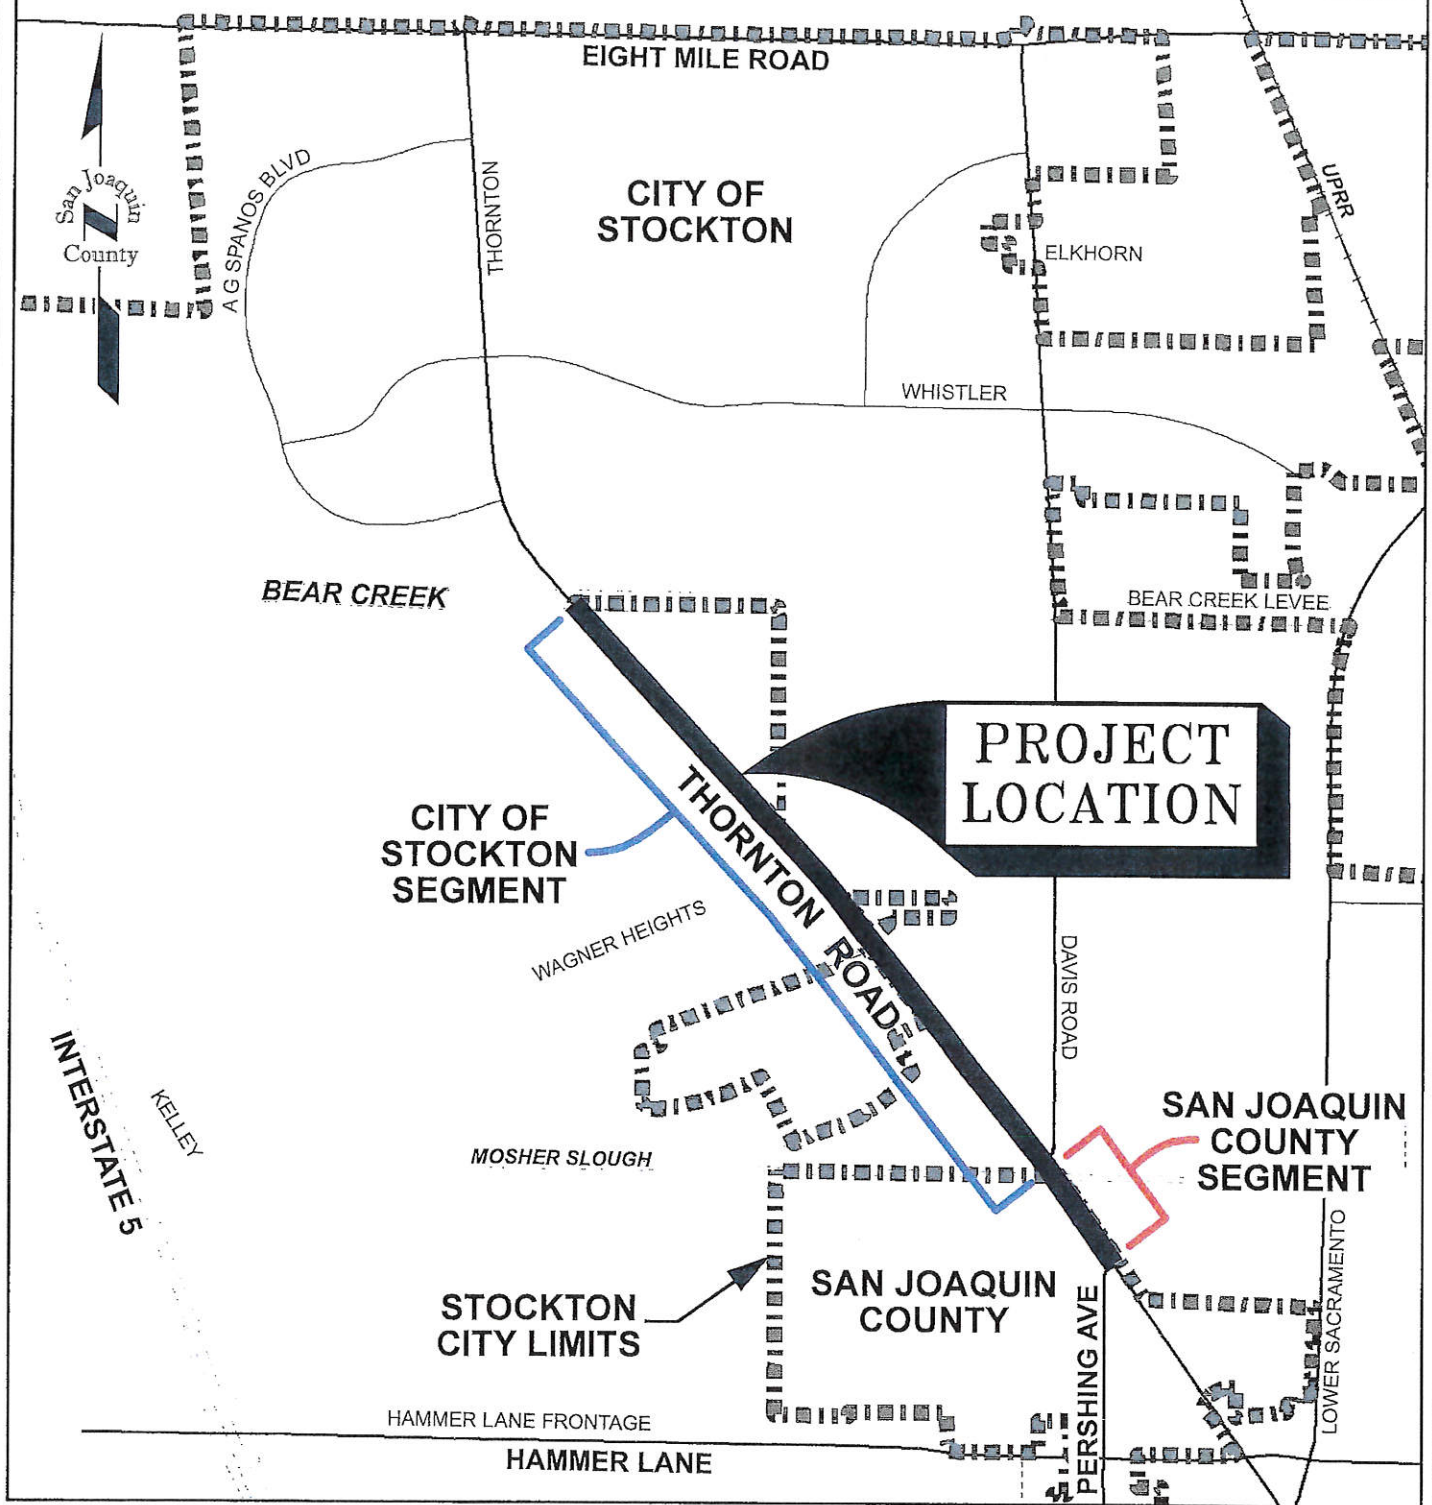 EIGHT MILE ROAD
San Joaquin
County
A G SPANOS BLVD
THORNTON
CITY OF
STOCKTON
UPRR
ELKHORN
WHISTLER
BEAR CREEK
BEAR CREEK LEVEE
PROJECT
LOCATION
CITY OF
STOCKTON
SEGMENT
THORNTON ROAD
WAGNER HEIGHTS
DAVIS ROAD
INTERSTATE 5
KELLEY
MOSHER SLOUGH
SAN JOAQUIN
COUNTY
SEGMENT
STOCKTON
CITY LIMITS
SAN JOAQUIN
COUNTY
PERSHING AVE
LOWER SACRAMENTO
HAMMER LANE FRONTAGE
HAMMER LANE